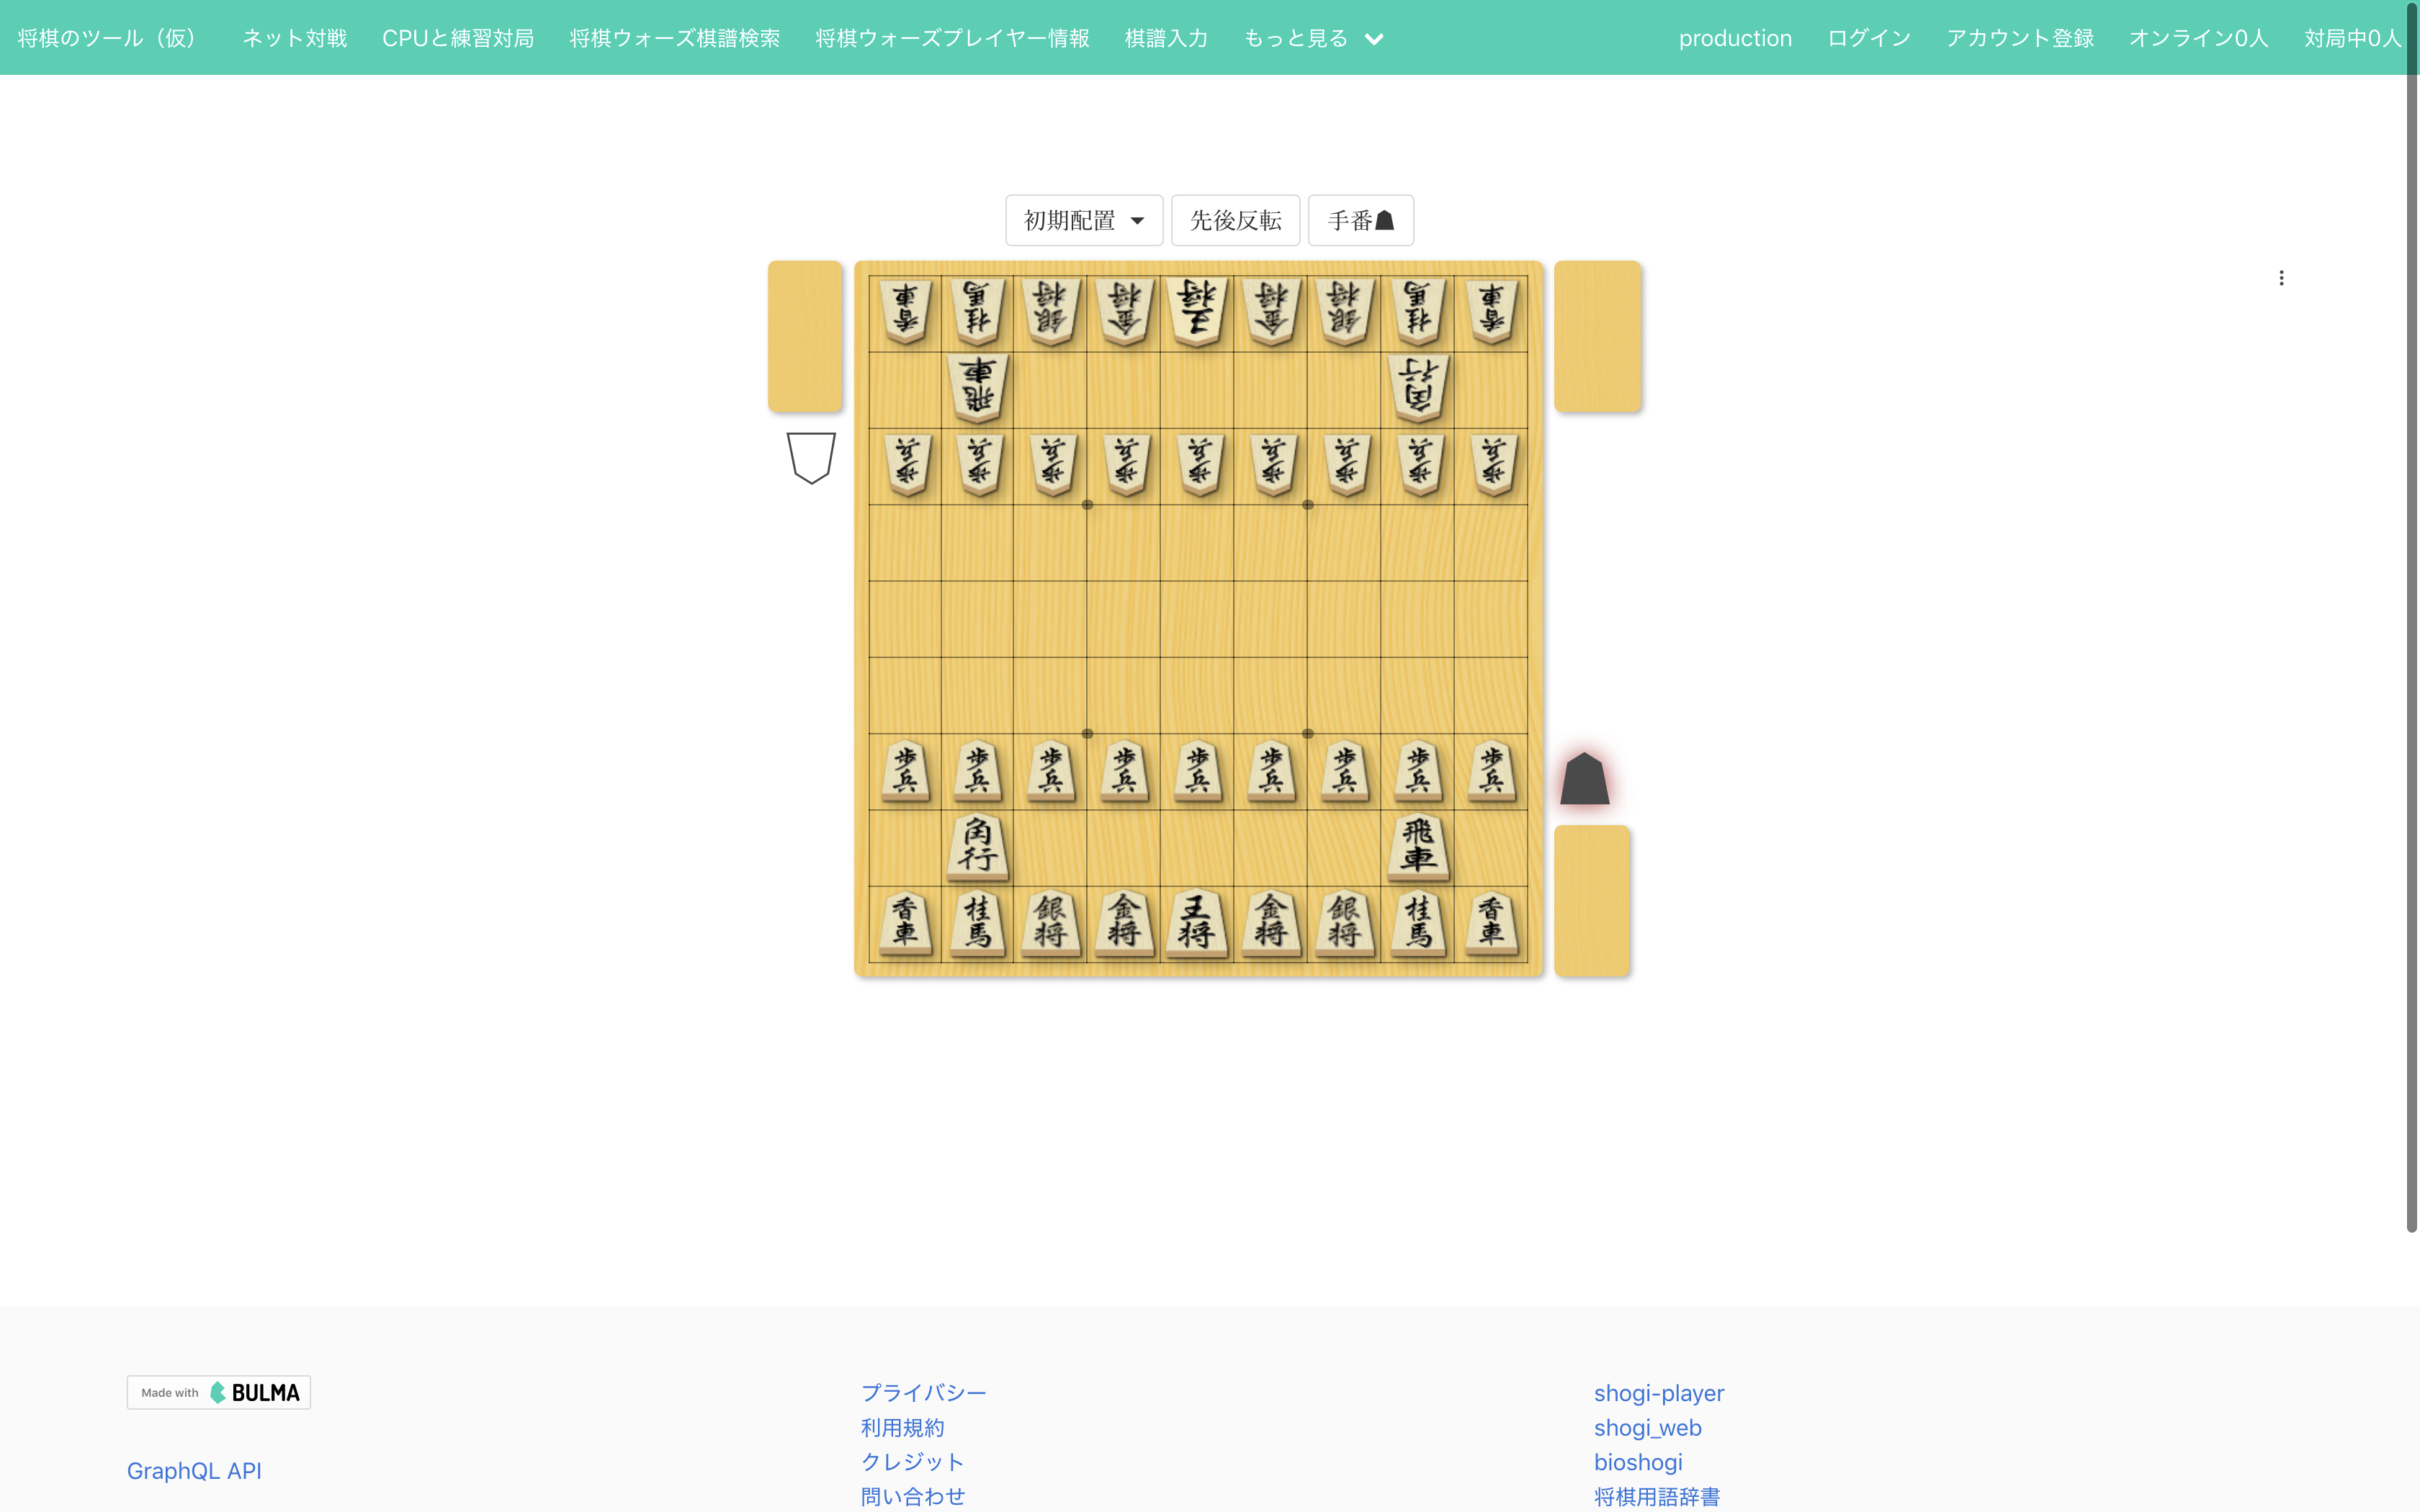 将棋のツール（仮） ネット対戦 CPUと練習対局 将棋ウォーズ棋譜検索 将棋ウォーズプレイヤー情報 棋譜入力 もっと見る production ログイン アカウント登録 オンライン0人 対局中0人
初期配置 先後反転 手番
香車 桂馬 銀将 金将 王将 金将 銀将 桂馬 香車
飛車 角行
歩兵 歩兵 歩兵 歩兵 歩兵 歩兵 歩兵 歩兵 歩兵
歩兵 歩兵 歩兵 歩兵 歩兵 歩兵 歩兵 歩兵 歩兵
角行 飛車
香車 桂馬 銀将 金将 王将 金将 銀将 桂馬 香車
Made with BULMA
GraphQL API
プライバシー
利用規約
クレジット
問い合わせ
shogi-player
shogi_web
bioshogi
将棋用語辞書